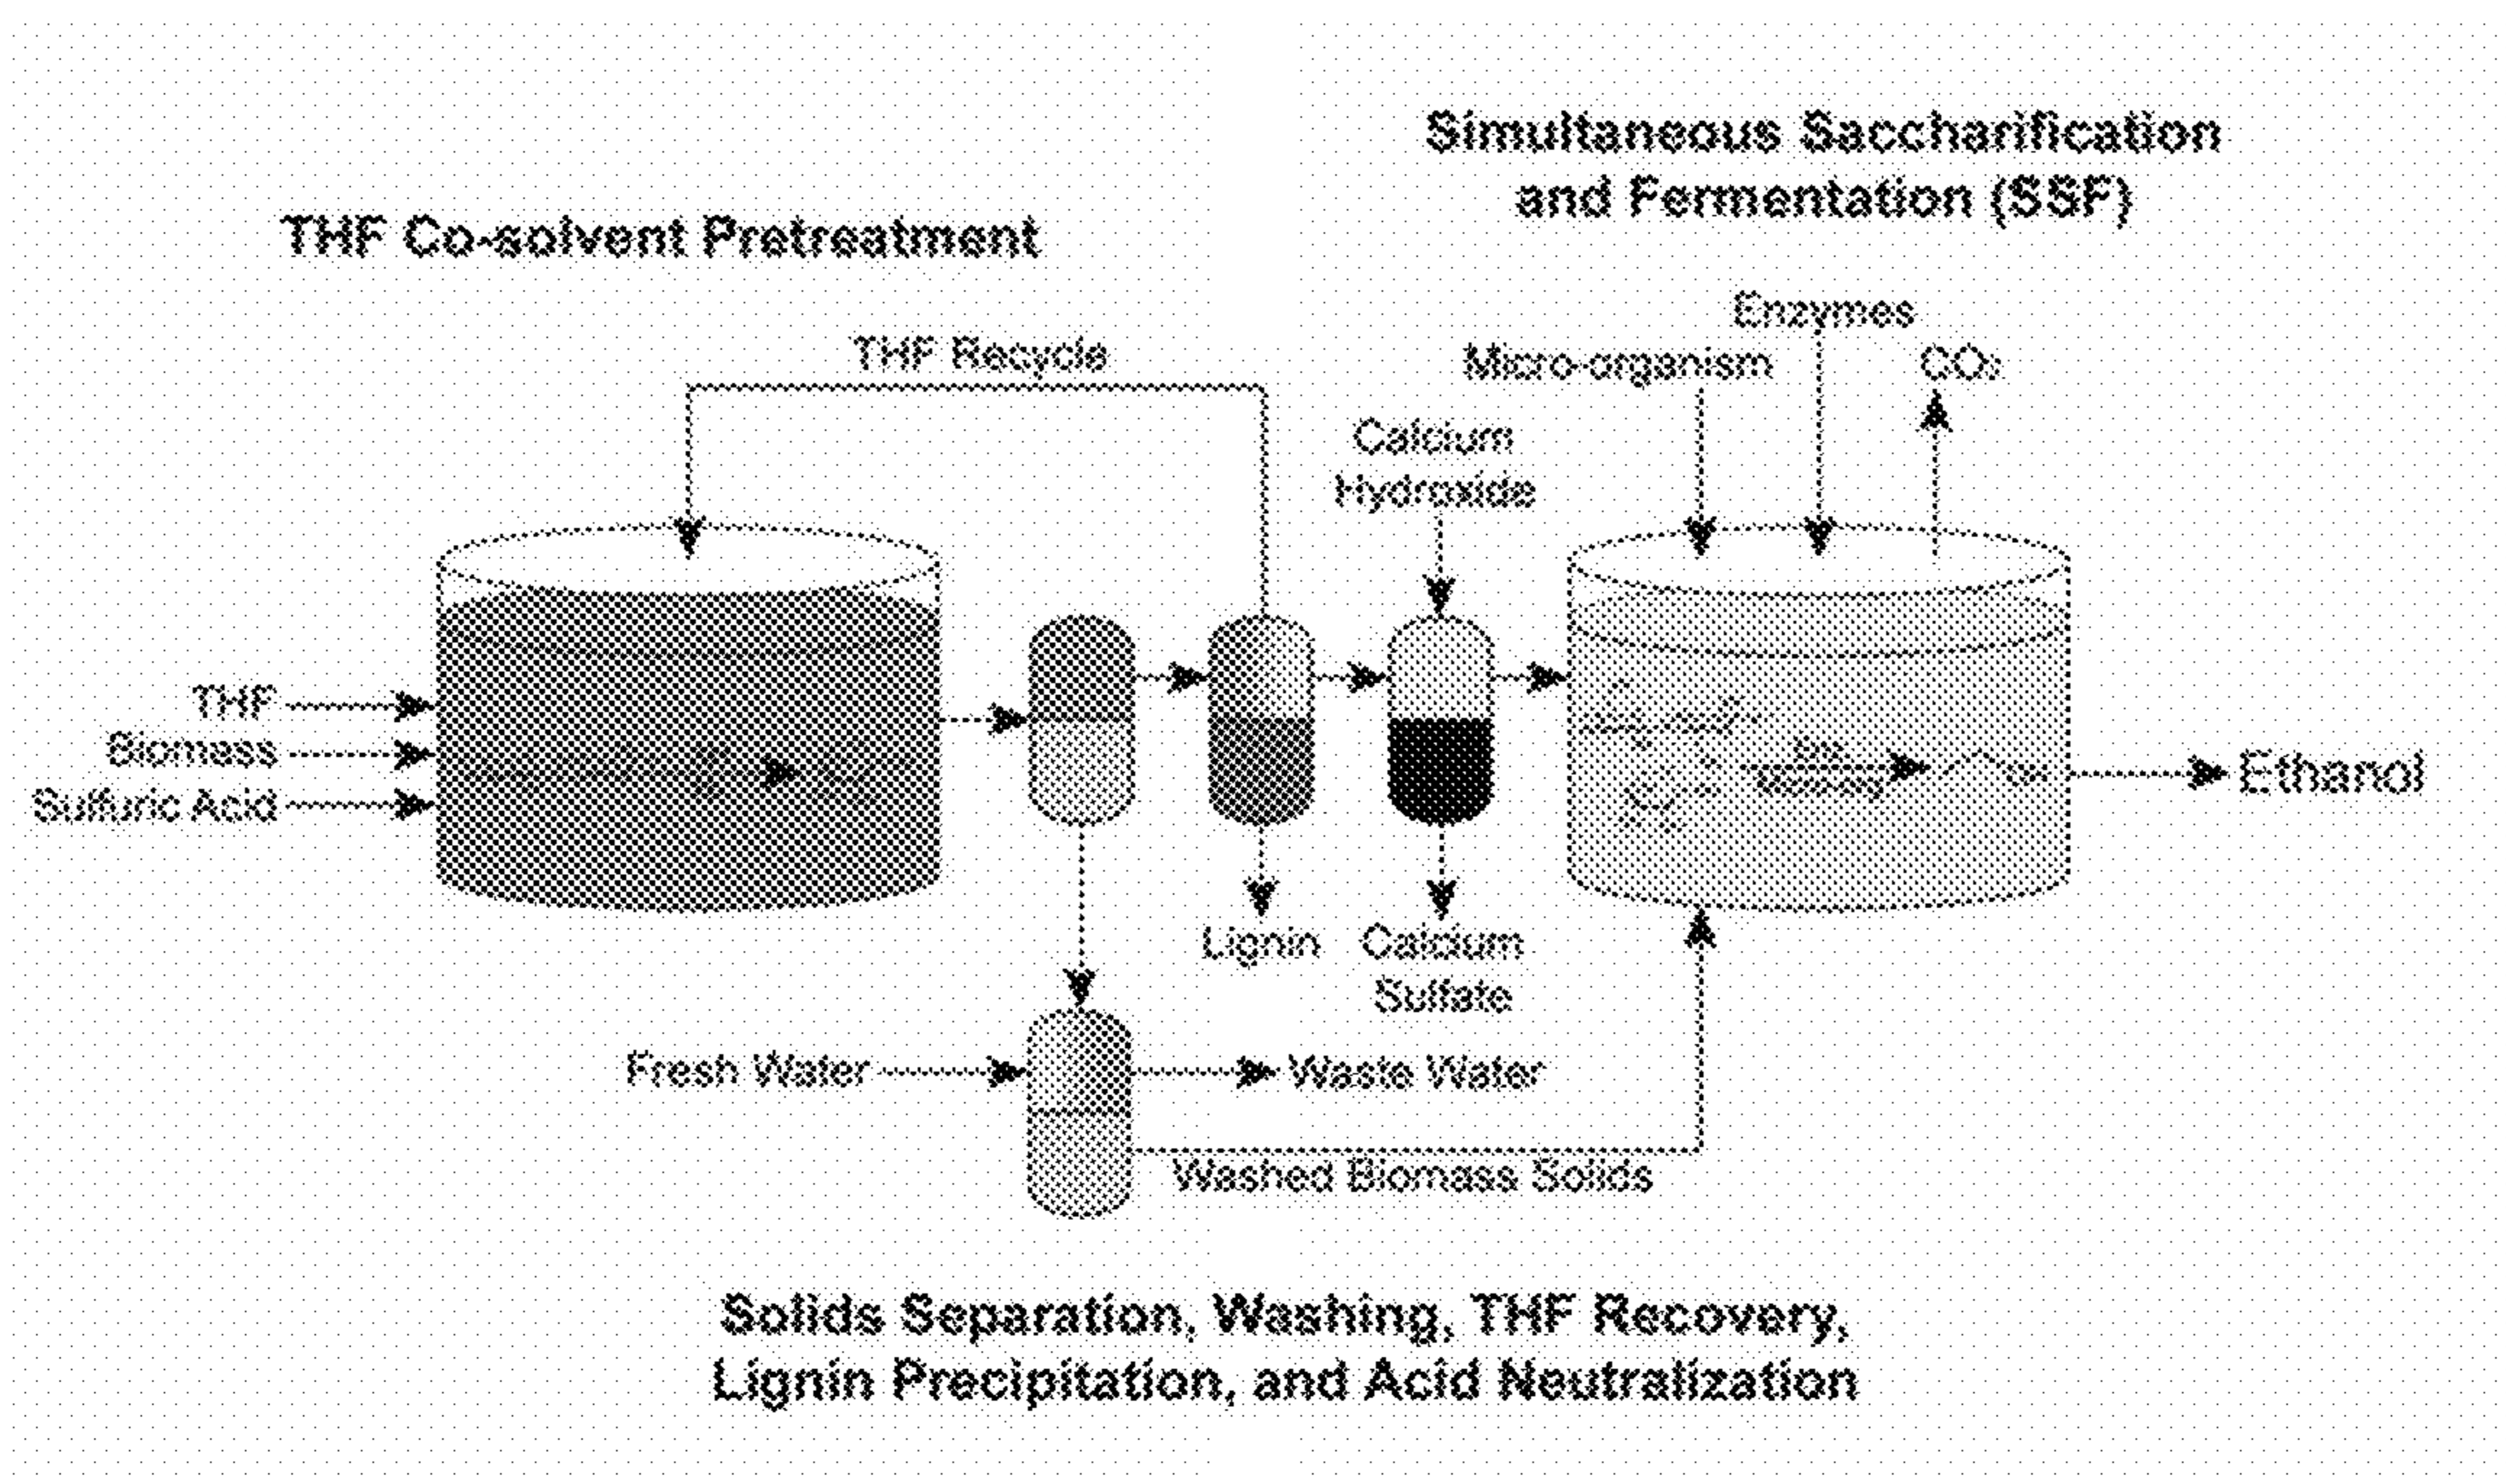 Simultaneous Saccharification
and Fermentation (SSF)
THF Co-solvent Pretreatment
Enzymes
Micro-organism
CO₂
THF Recycle
Calcium
Hydroxide
THF
Biomass
Sulfuric Acid
Ethanol
Lignin
Calcium
Sulfate
Fresh Water
Waste Water
Washed Biomass Solids
Solids Separation, Washing, THF Recovery,
Lignin Precipitation, and Acid Neutralization